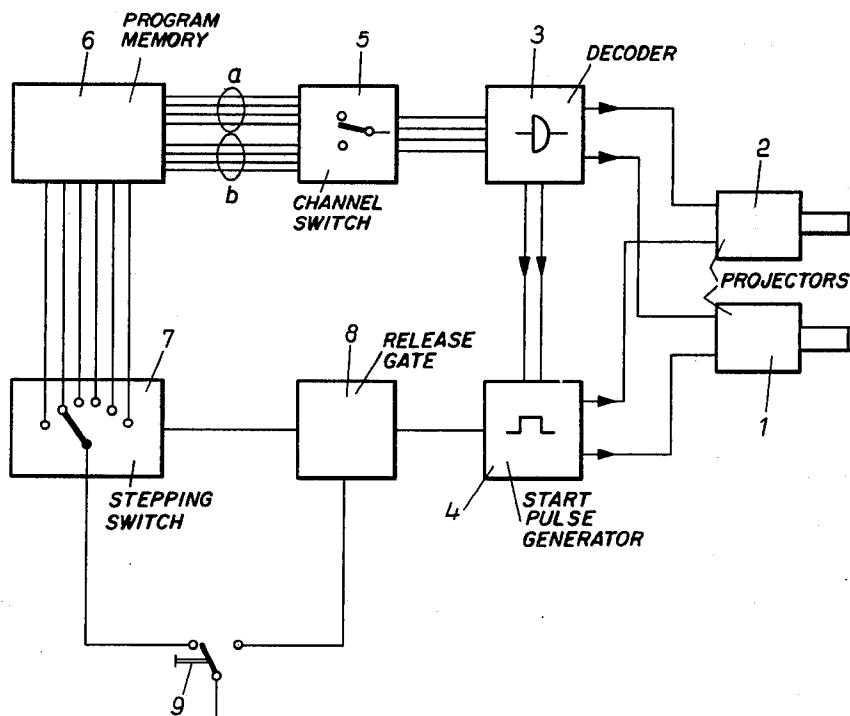 PROGRAM
MEMORY
6
a
b
5
CHANNEL
SWITCH
3
DECODER
2
PROJECTORS
1
7
STEPPING
SWITCH
8
RELEASE
GATE
4
START
PULSE
GENERATOR
9